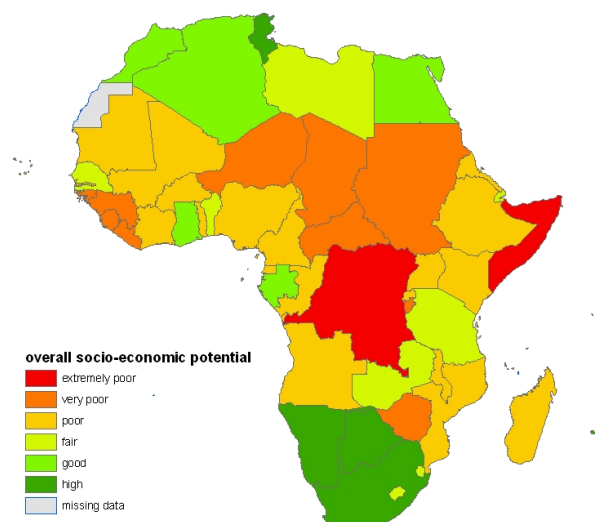 overall socio-economic potential
extremely poor
very poor
poor
fair
good
high
missing data